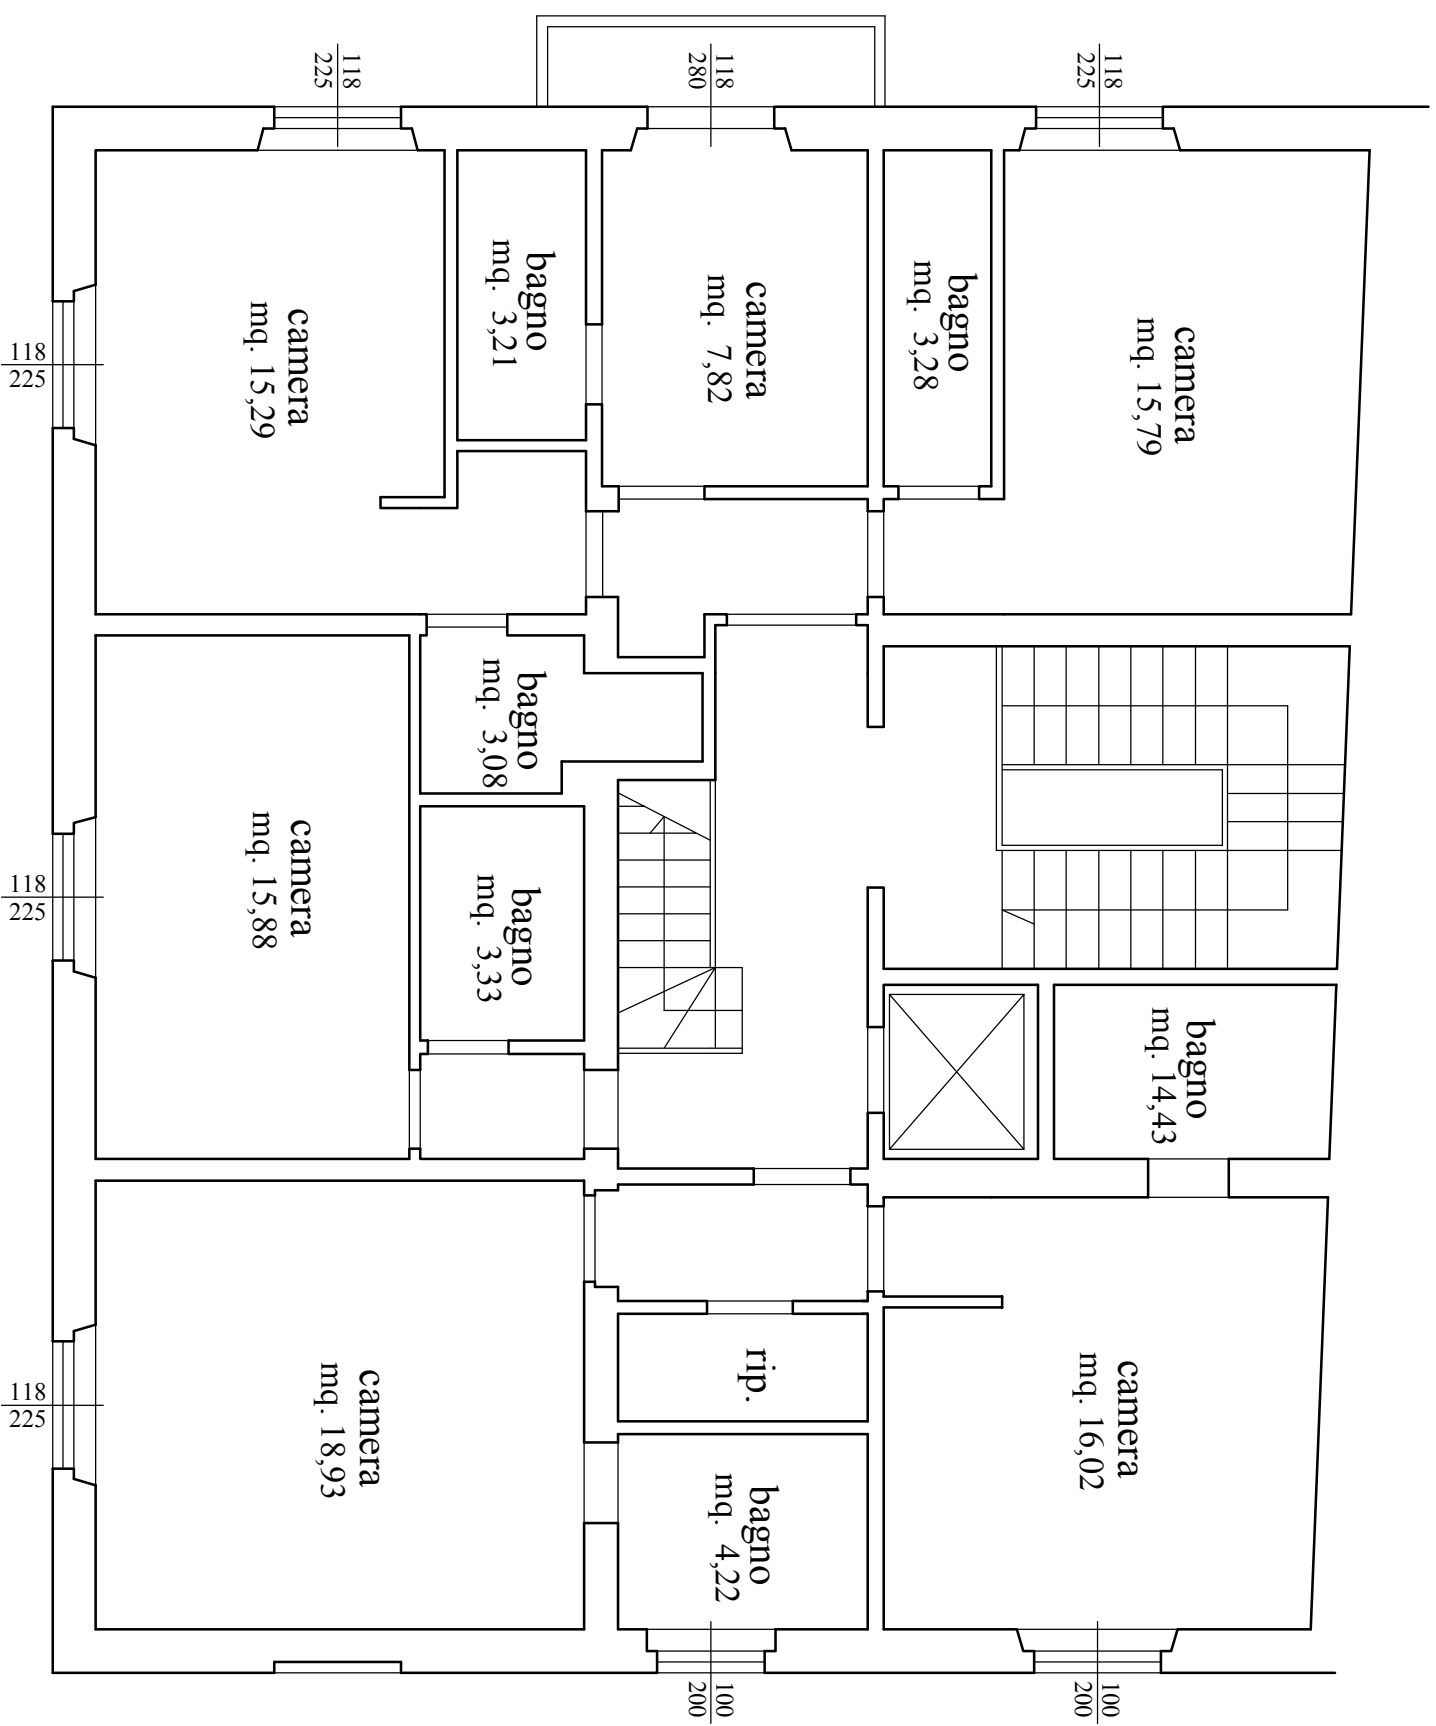 118
225
118
280
118
225
camera
mq. 15,29
bagno
mq. 3,21
camera
mq. 7,82
bagno
mq. 3,28
camera
mq. 15,79
118
225
bagno
mq. 3,08
camera
mq. 15,88
bagno
mq. 3,33
118
225
bagno
mq. 14,43
camera
mq. 18,93
rip.
camera
mq. 16,02
bagno
mq. 4,22
118
225
100
200
100
200